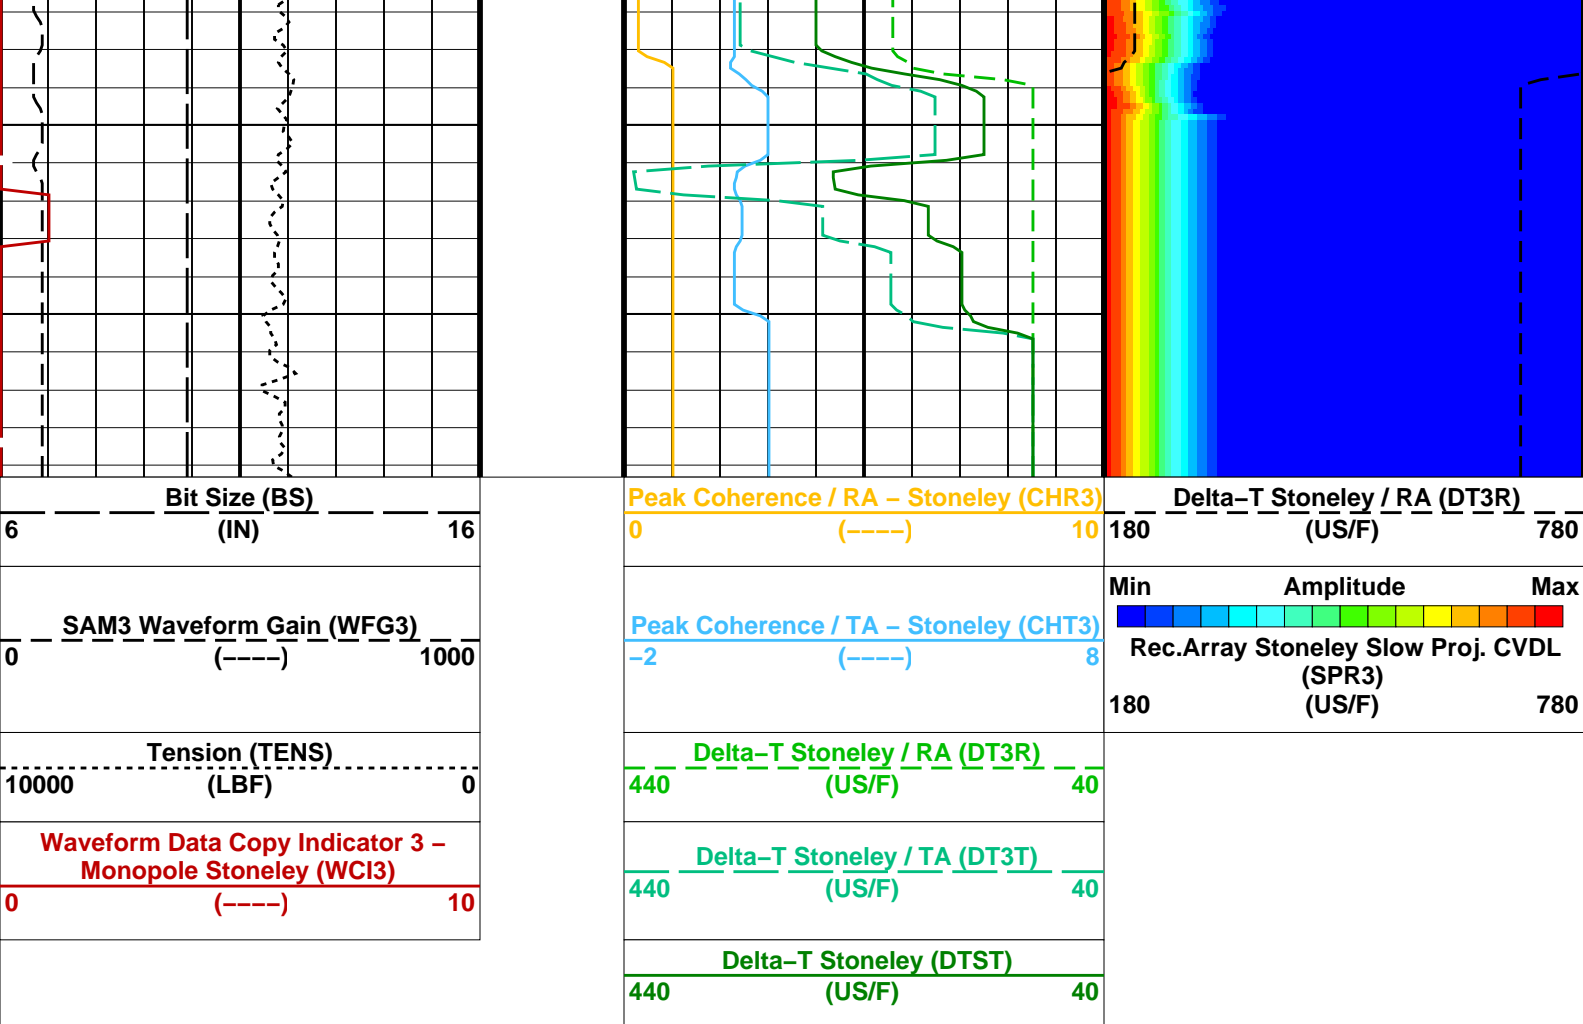 Bit Size (BS)
6 (IN) 16
SAM3 Waveform Gain (WFG3)
0 (----) 1000
Tension (TENS)
10000 (LBF) 0
Waveform Data Copy Indicator 3 –
Monopole Stoneley (WCI3)
0 (----) 10
Peak Coherence / RA – Stoneley (CHR3)
0 (----) 10
Peak Coherence / TA – Stoneley (CHT3)
–2 (----) 8
Delta–T Stoneley / RA (DT3R)
440 (US/F) 40
Delta–T Stoneley / TA (DT3T)
440 (US/F) 40
Delta–T Stoneley (DTST)
440 (US/F) 40
Delta–T Stoneley / RA (DT3R)
180 (US/F) 780
Min Amplitude Max
Rec.Array Stoneley Slow Proj. CVDL
(SPR3)
180 (US/F) 780